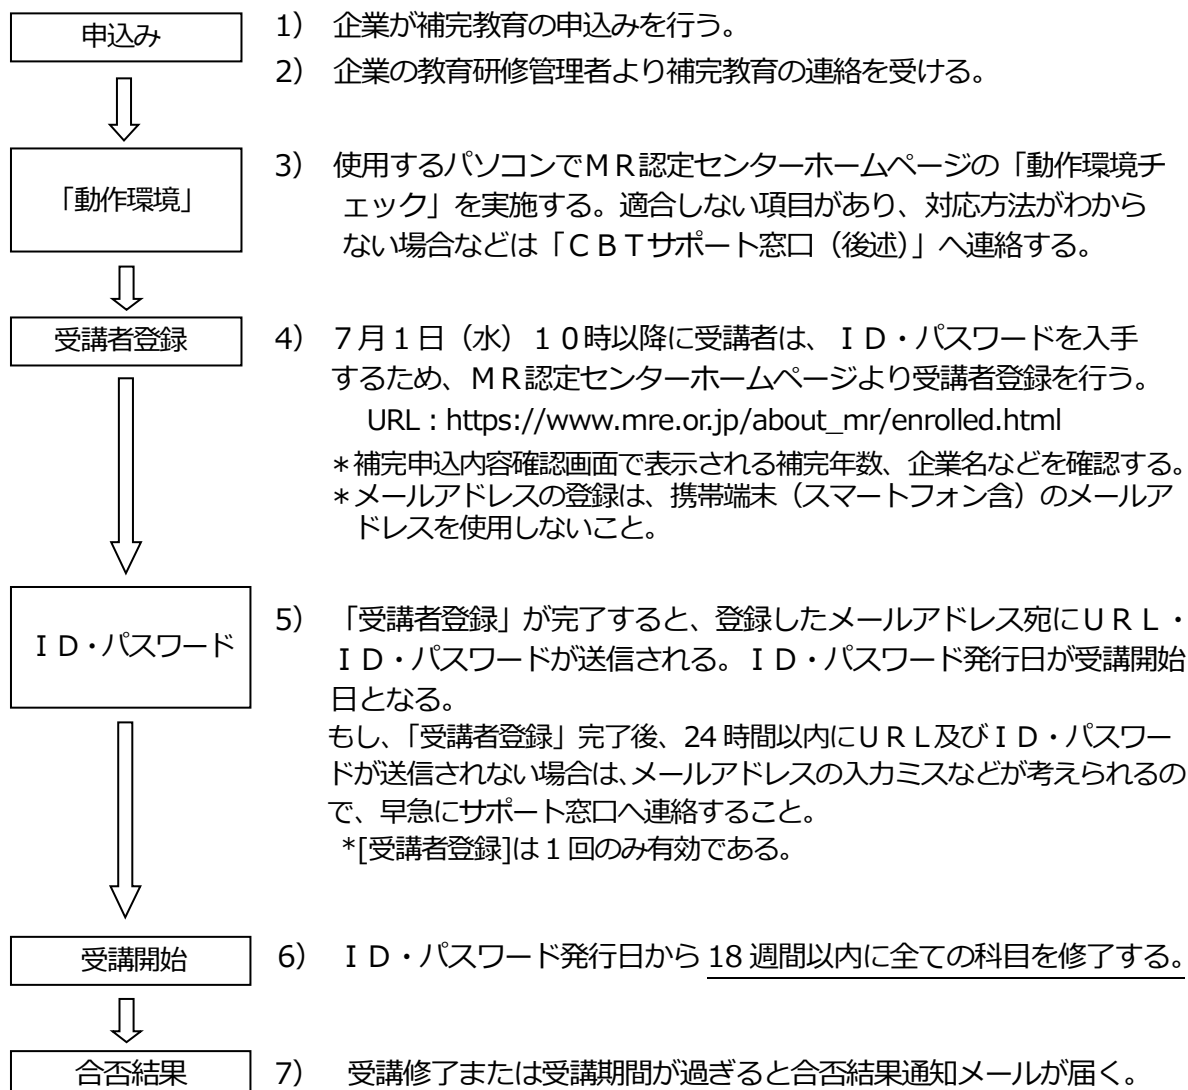 申込み
1） 企業が補完教育の申込みを行う。
2） 企業の教育研修管理者より補完教育の連絡を受ける。
「動作環境」
3） 使用するパソコンでＭＲ認定センターホームページの「動作環境チ
ェック」を実施する。適合しない項目があり、対応方法がわから
ない場合などは「ＣＢＴサポート窓口（後述）」へ連絡する。
受講者登録
4） ７月１日（水）１０時以降に受講者は、ＩＤ・パスワードを入手
するため、ＭＲ認定センターホームページより受講者登録を行う。
URL：https://www.mre.or.jp/about_mr/enrolled.html
＊補完申込内容確認画面で表示される補完年数、企業名などを確認する。
＊メールアドレスの登録は、携帯端末（スマートフォン含）のメールア
ドレスを使用しないこと。
ＩＤ・パスワード
5） 「受講者登録」が完了すると、登録したメールアドレス宛にＵＲＬ・
ＩＤ・パスワードが送信される。ＩＤ・パスワード発行日が受講開始
日となる。
もし、「受講者登録」完了後、24 時間以内にＵＲＬ及びＩＤ・パスワー
ドが送信されない場合は、メールアドレスの入力ミスなどが考えられるの
で、早急にサポート窓口へ連絡すること。
*[受講者登録]は１回のみ有効である。
受講開始
6） ＩＤ・パスワード発行日から 18 週間以内に全ての科目を修了する。
合否結果
7） 受講修了または受講期間が過ぎると合否結果通知メールが届く。